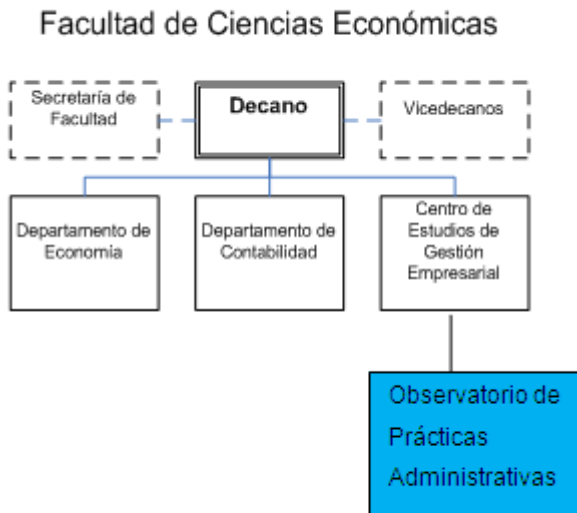 Facultad de Ciencias Económicas
Secretaría de
Facultad
Decano
Vicedecanos
Departamento de
Economía
Departamento de
Contabilidad
Centro de
Estudios de
Gestión
Empresarial
Observatorio de
Prácticas
Administrativas